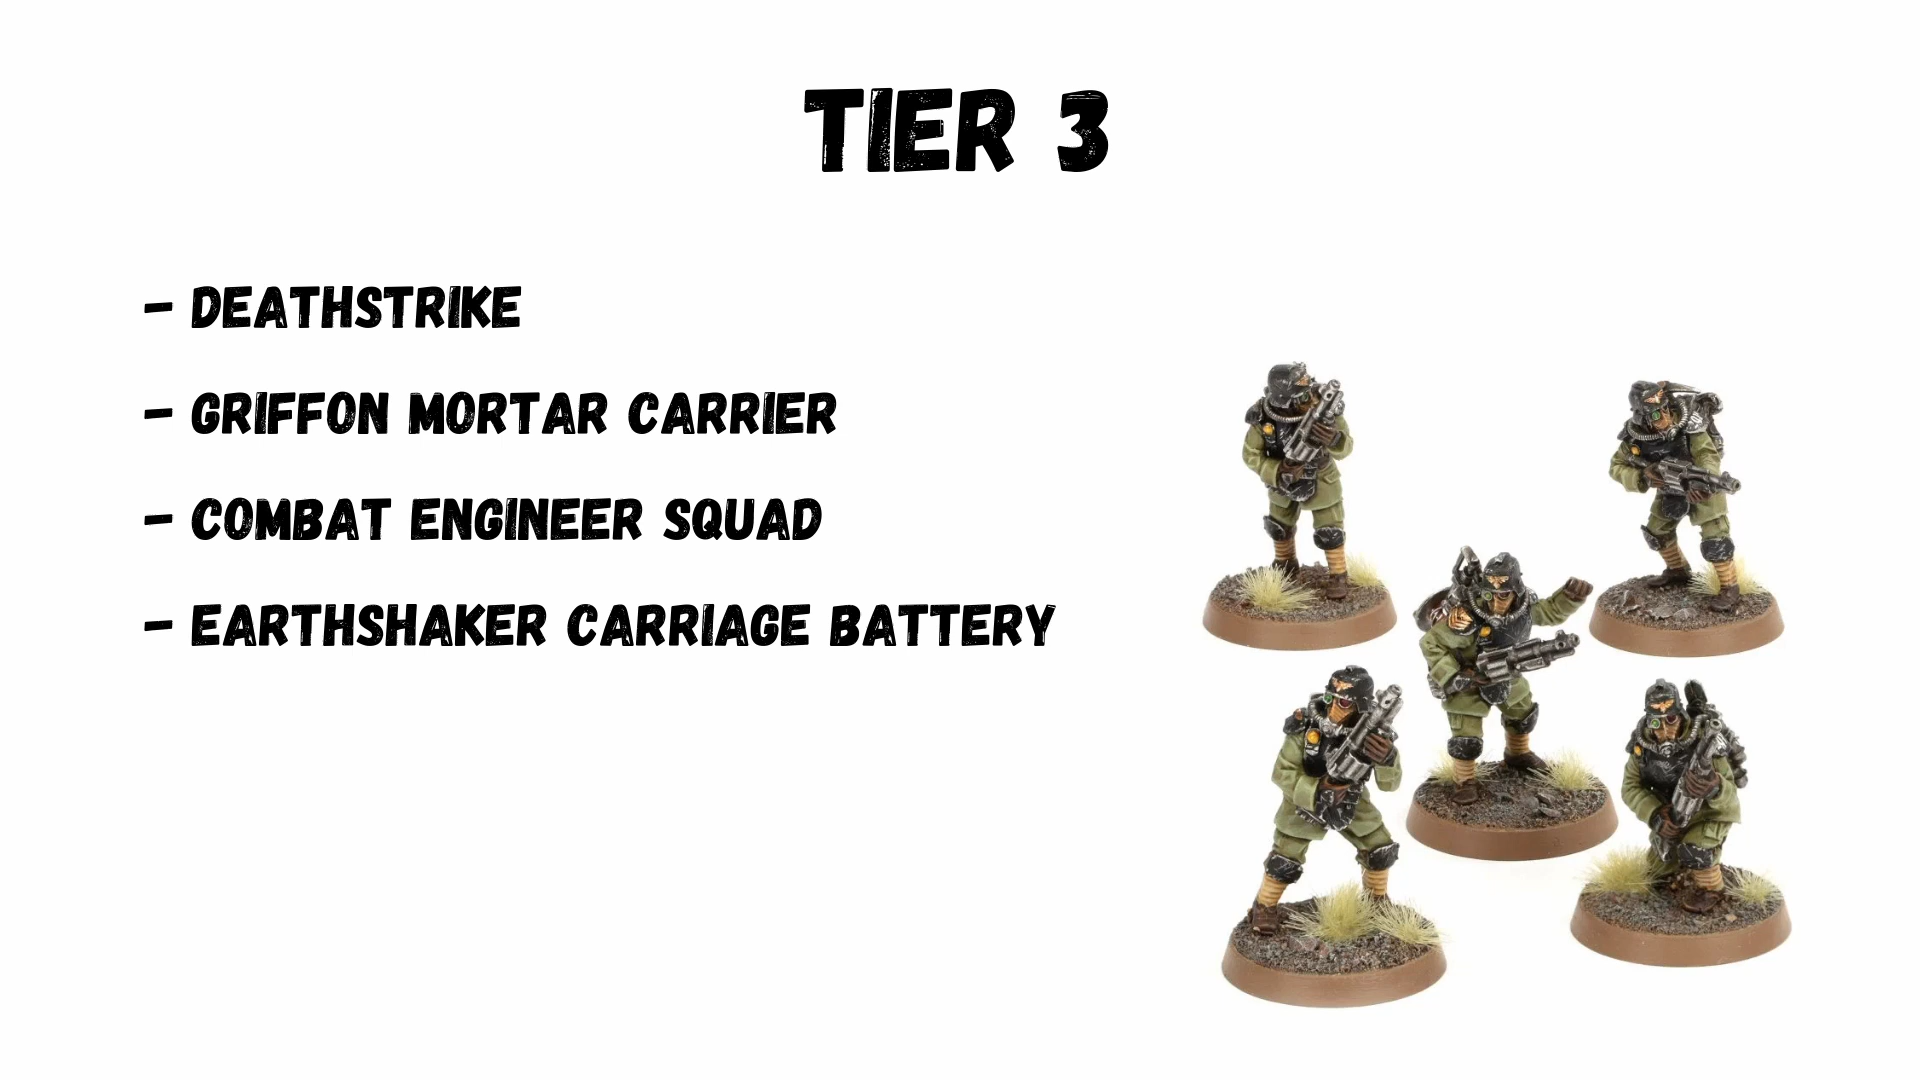 TIER 3
- DEATHSTRIKE
- GRIFFON MORTAR CARRIER
- COMBAT ENGINEER SQUAD
- EARTHSHAKER CARRIAGE BATTERY